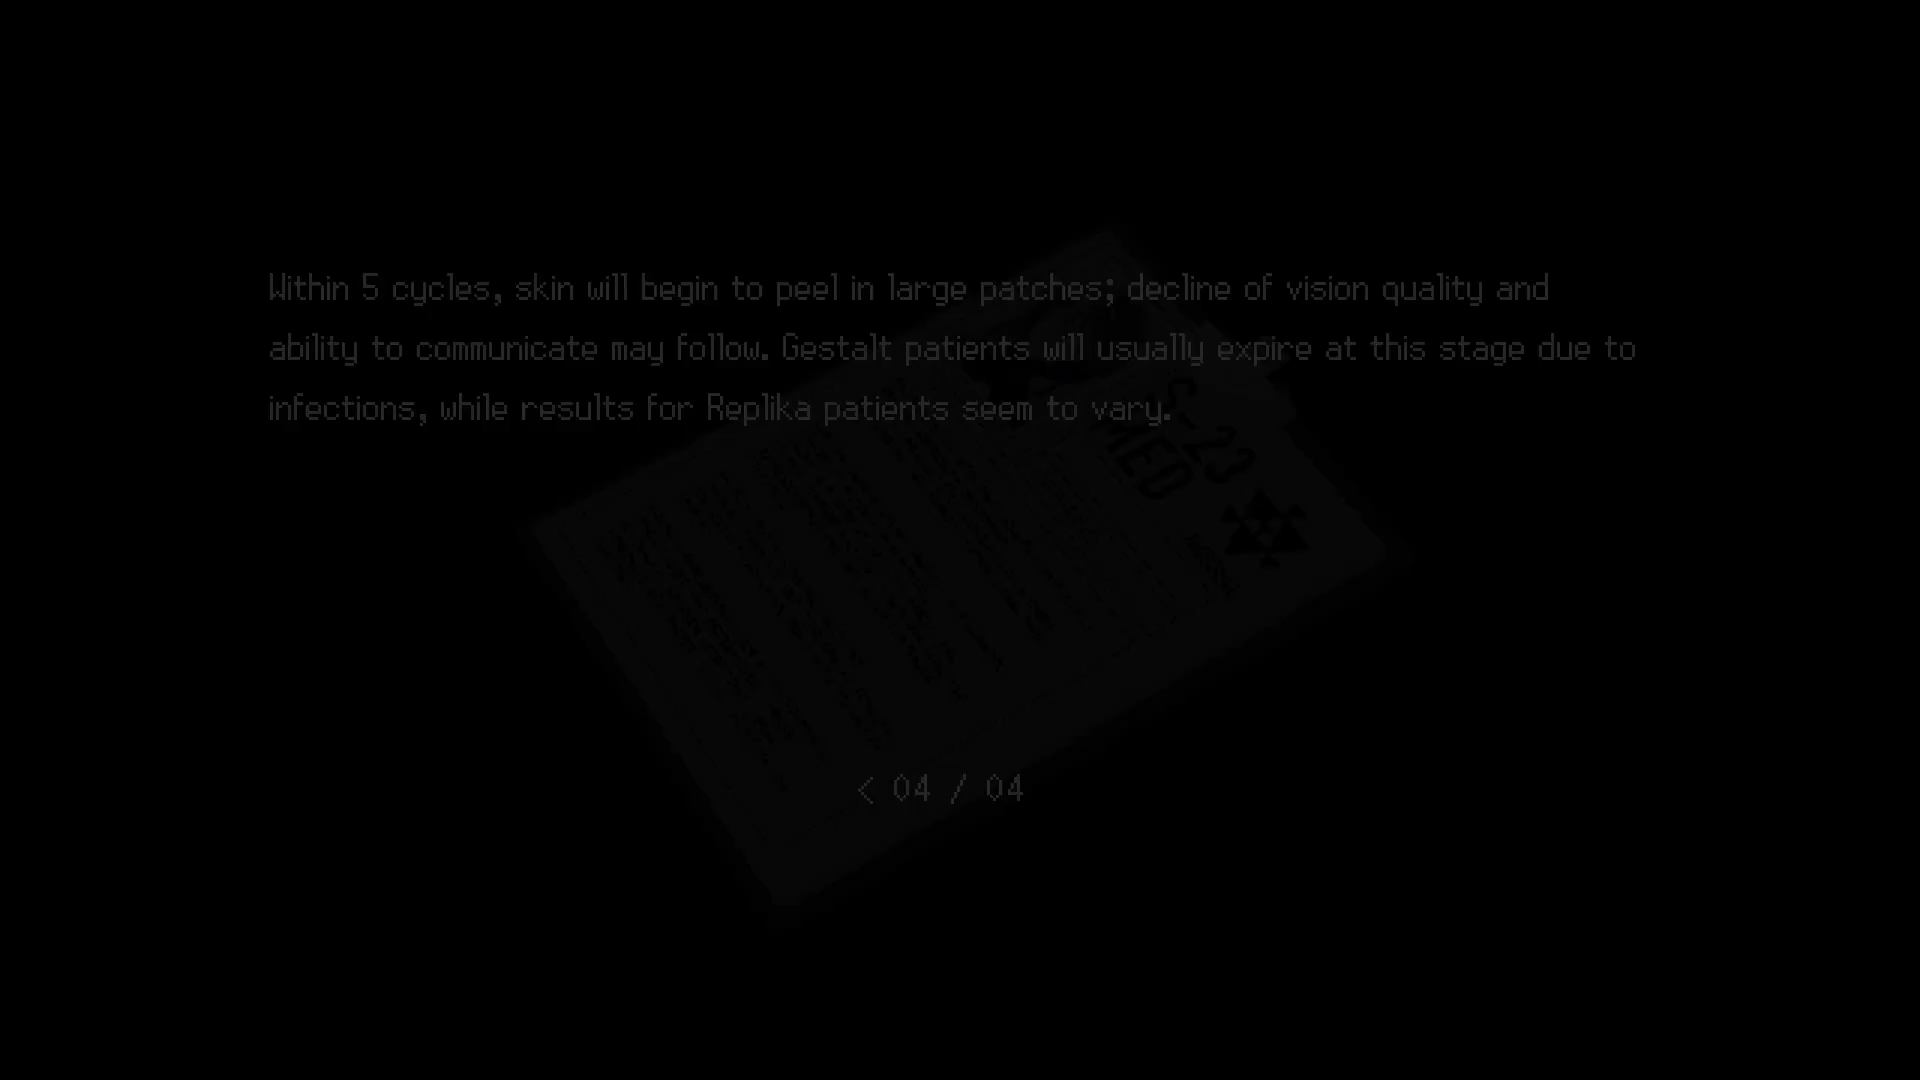 Within 5 cycles, skin will begin to peel in large patches; decline of vision quality and
ability to communicate may follow. Gestalt patients will usually expire at this stage due to
infections, while results for Replika patients seem to vary.
S-23
MED
< 04 / 04